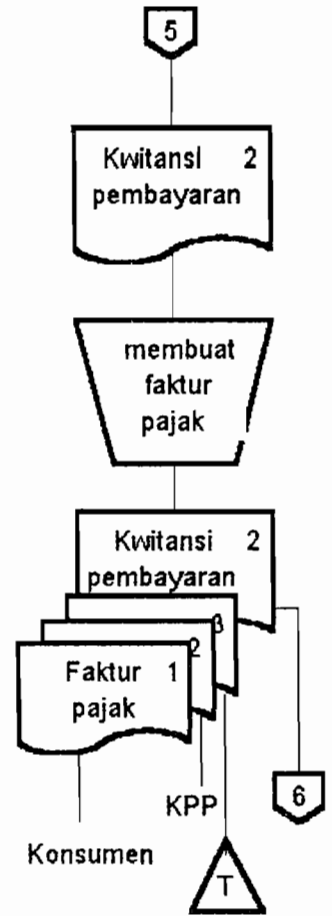 5
Kwitansi 2
pembayaran
membuat
faktur
pajak
Kwitansi 2
pembayaran
3
2
Faktur 1
pajak
KPP
6
Konsumen
T